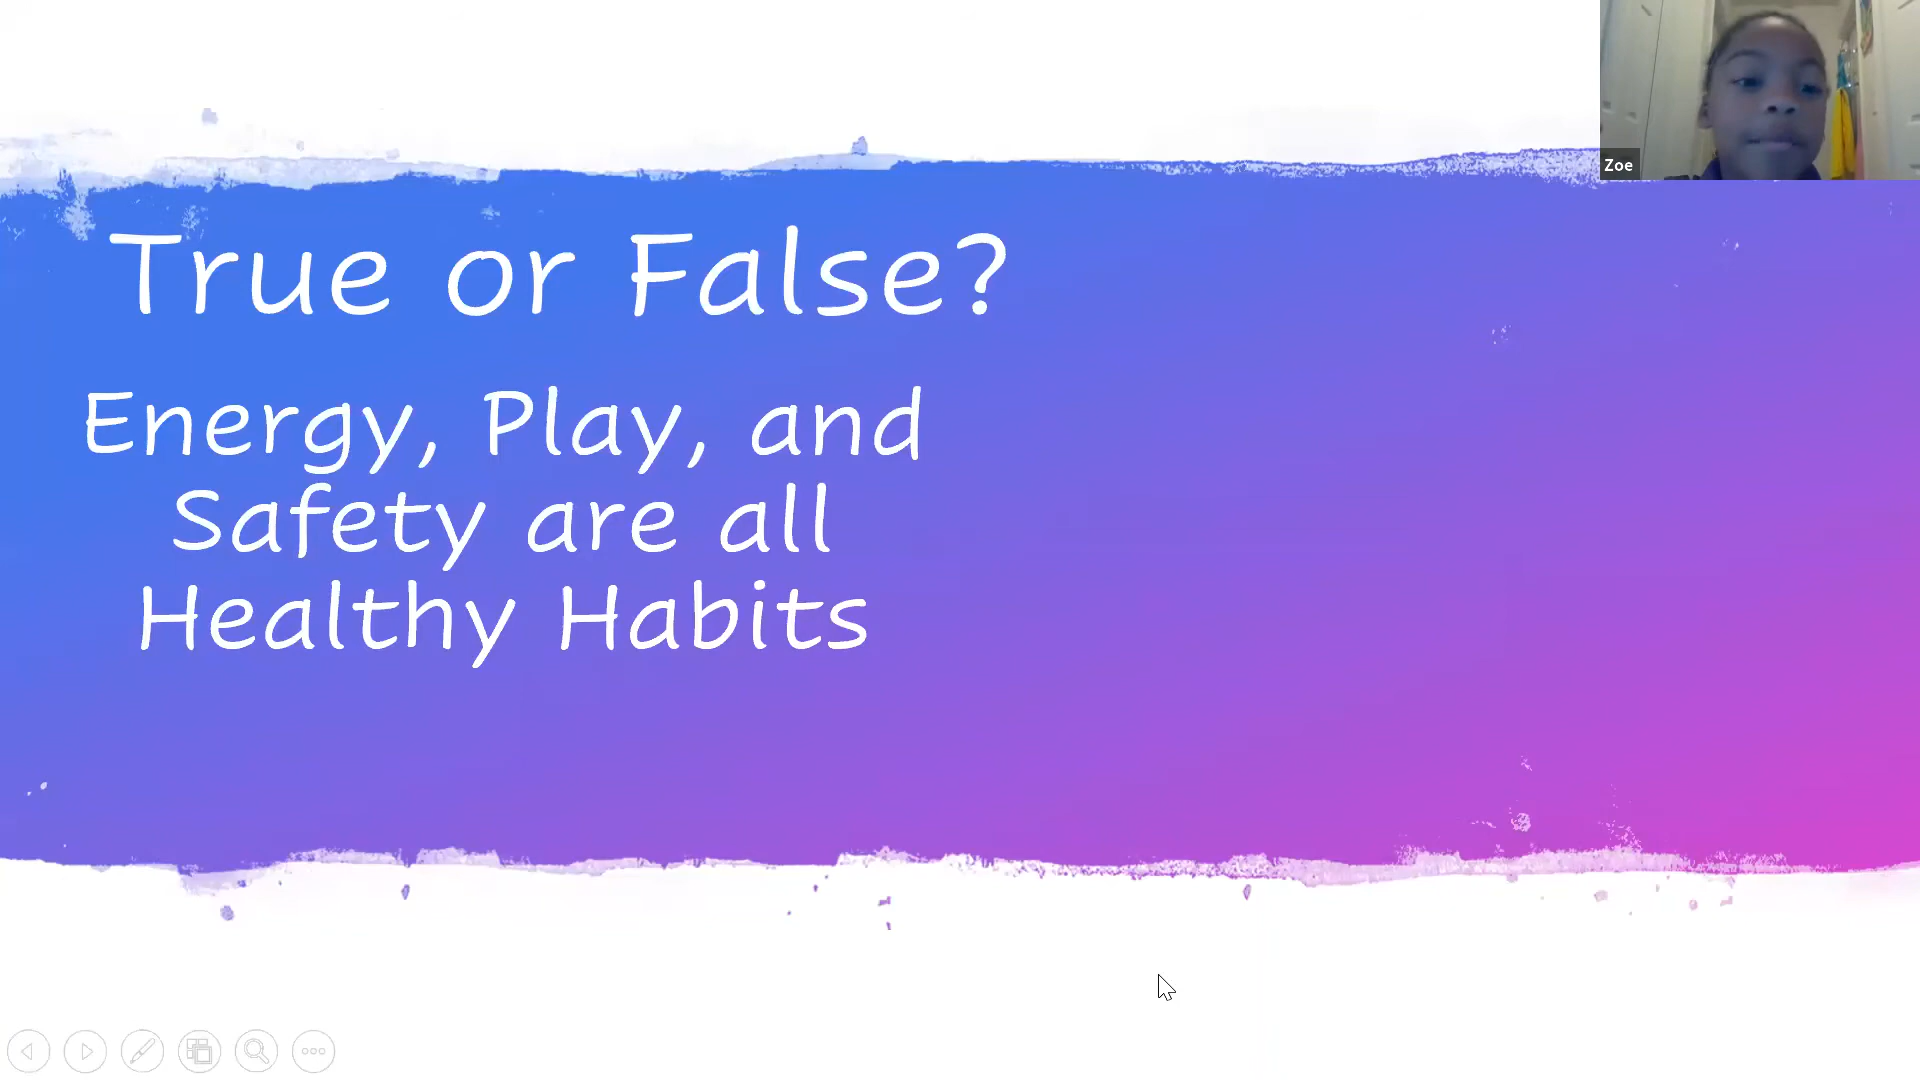 Zoe
True or False?
Energy, Play, and
Safety are all
Healthy Habits